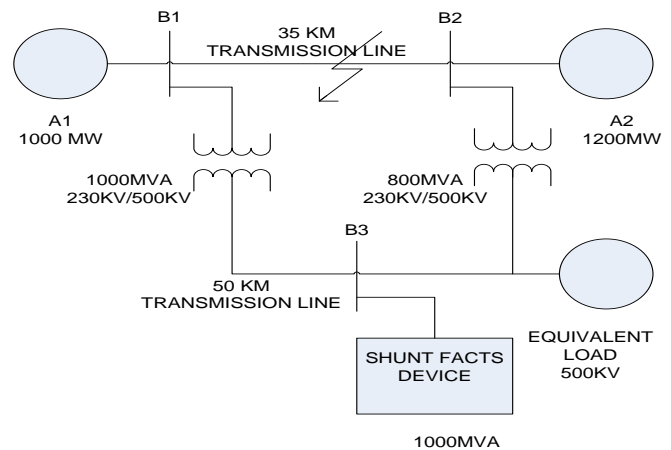 B1
35 KM
TRANSMISSION LINE
B2
A1
1000 MW
A2
1200MW
1000MVA
230KV/500KV
800MVA
230KV/500KV
B3
50 KM
TRANSMISSION LINE
SHUNT FACTS
DEVICE
EQUIVALENT
LOAD
500KV
1000MVA